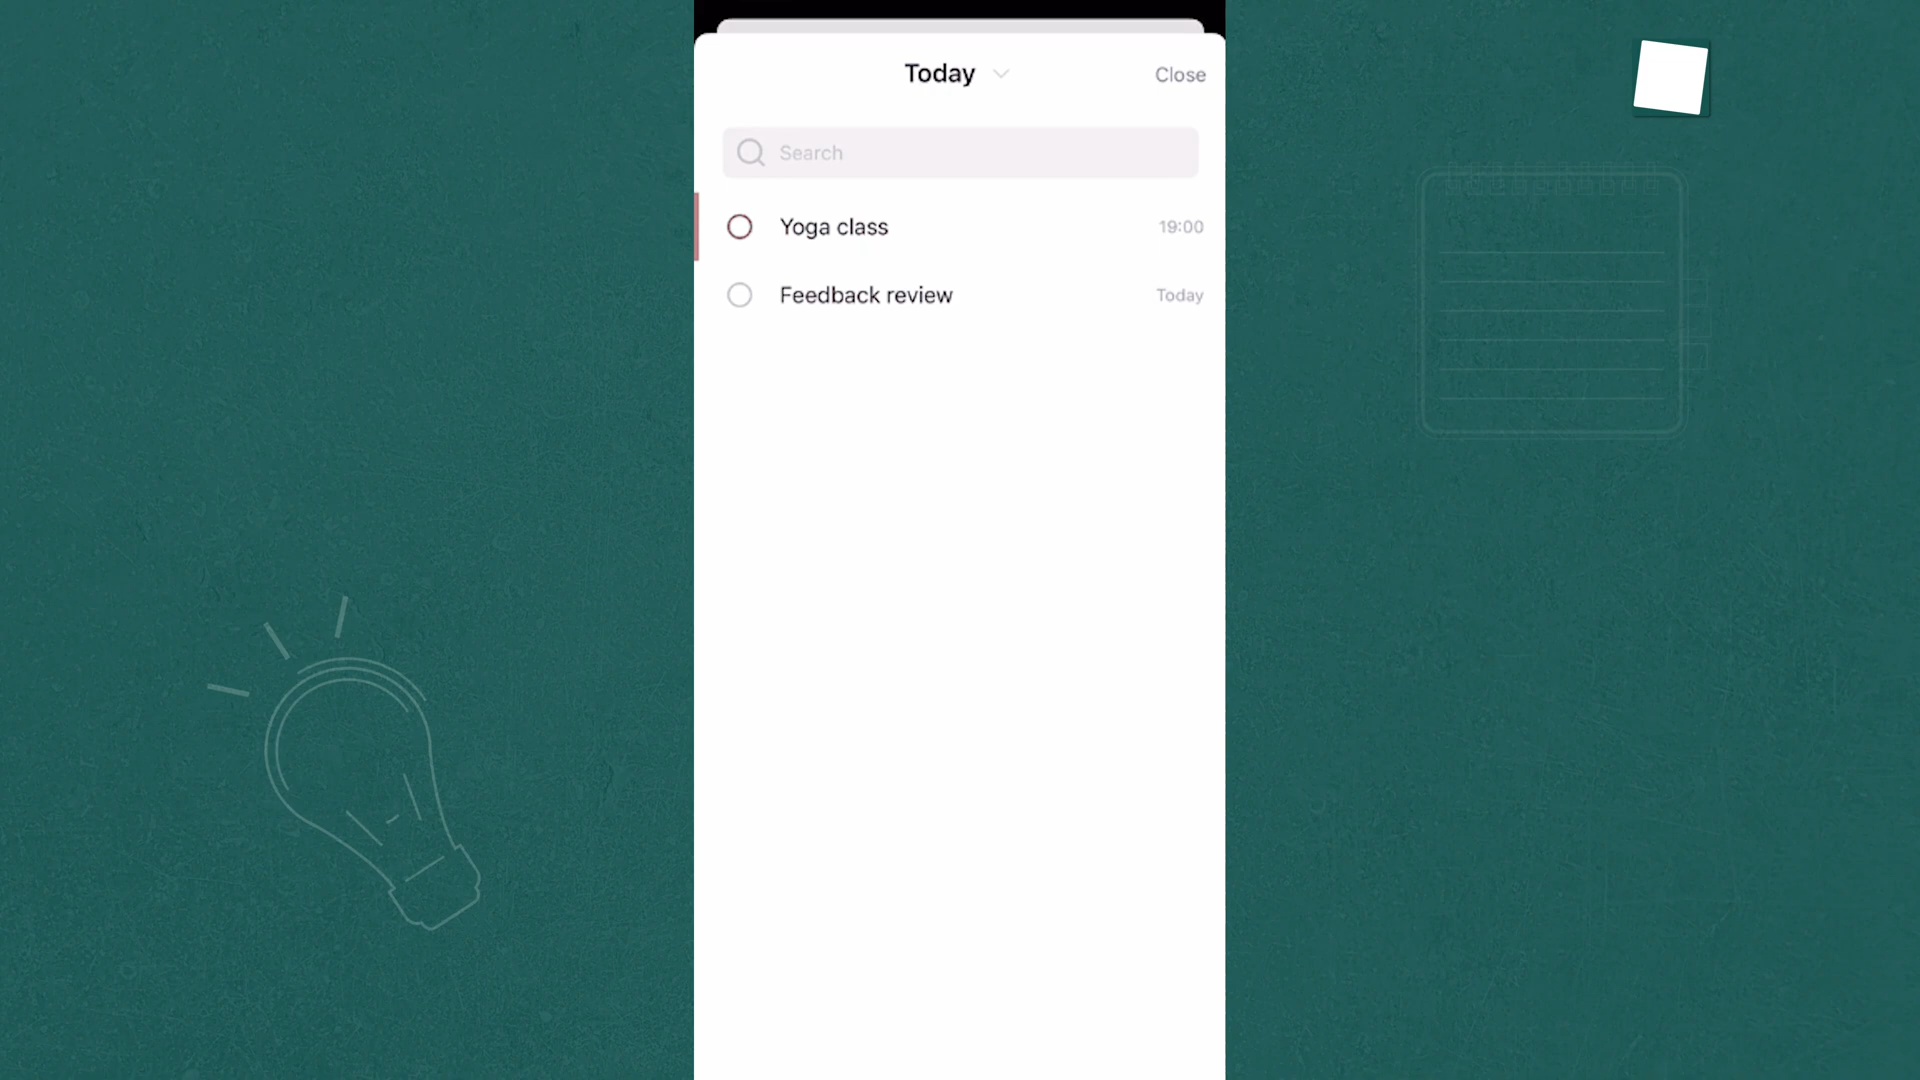 Today
Close
Search
Yoga class 19:00
Feedback review Today